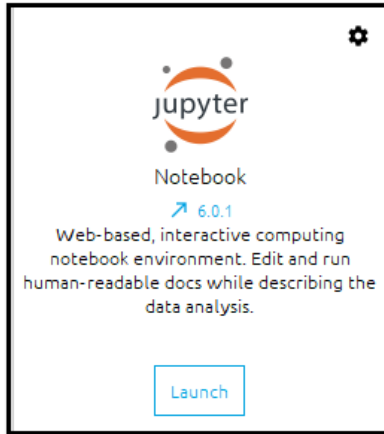 Jupyter
Notebook
6.0.1
Web-based, interactive computing
notebook environment. Edit and run
human-readable docs while describing the
data analysis.
Launch